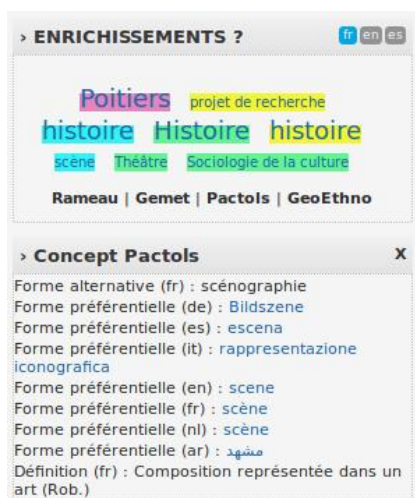 › ENRICHISSEMENTS ? fr en es
Poitiers projet de recherche
histoire Histoire histoire
scène Théâtre Sociologie de la culture
Rameau | Gemet | Pactols | GeoEthno
› Concept Pactols X
Forme alternative (fr) : scénographie
Forme préférentielle (de) : Bildszene
Forme préférentielle (es) : escena
Forme préférentielle (it) : rappresentazione
iconografica
Forme préférentielle (en) : scene
Forme préférentielle (fr) : scène
Forme préférentielle (nl) : scène
Forme préférentielle (ar) : مشهد
Définition (fr) : Composition représentée dans un
art (Rob.)